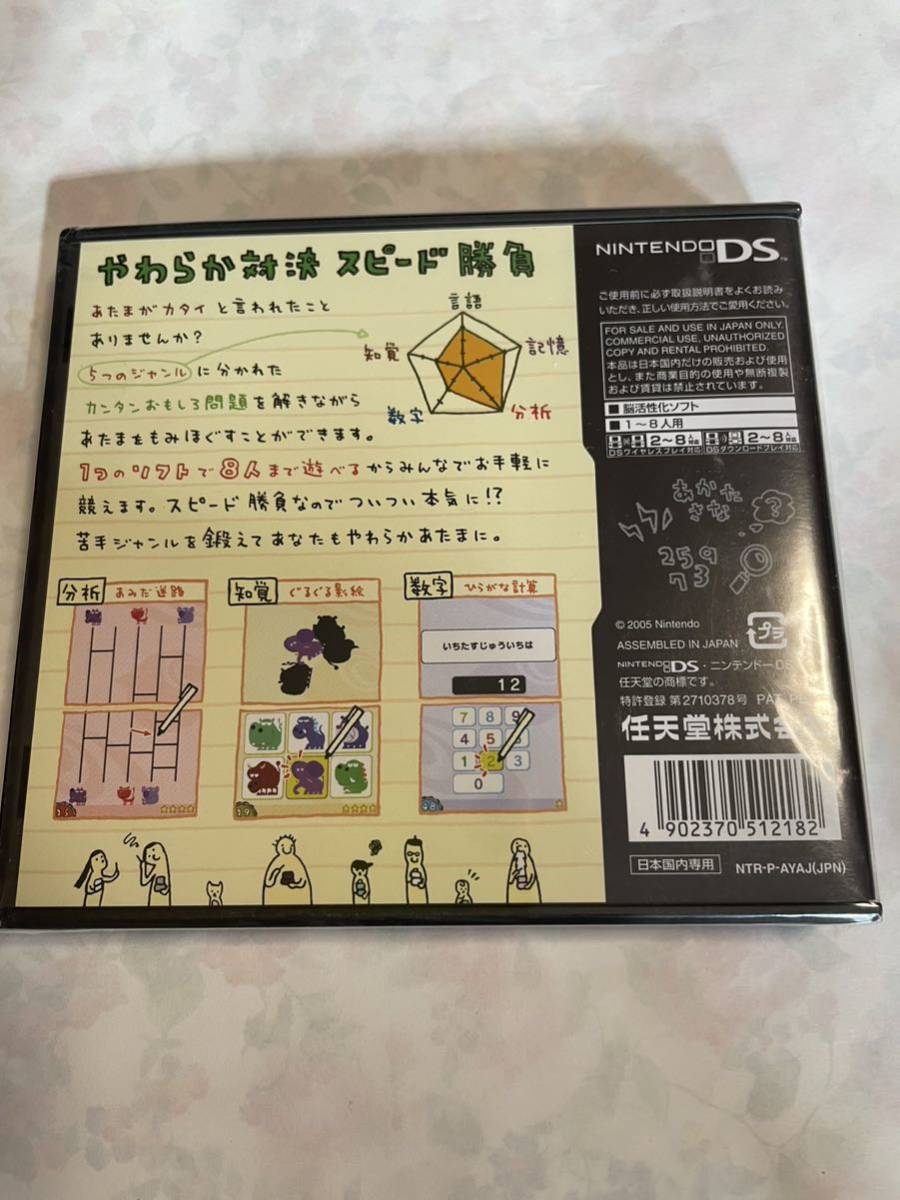 やわらか対決 スピード勝負
あたまがカタイと言われたこと
ありませんか?
5つのジャンルに分かれた
カンタンおもしろ問題を解きながら
あたまをもみほぐすことができます。
1つのソフトで8人まで遊べるからみんなでお手軽に
競えます。スピード勝負なのでついつい本気に!?
苦手ジャンルを鍛えてあなたもやわらかあたまに。
言語
知覚
記憶
数字
分析
分析 あみだ迷路
知覚 ぐるぐる影絵
数字 ひらがな計算
いちたすじゅういちは
12
7 8 9
4 5 6
1 2 3
0
NINTENDO DS™
ご使用前に必ず取扱説明書をよくお読み
いただき、正しい使用方法でご愛用ください。
FOR SALE AND USE IN JAPAN ONLY.
COMMERCIAL USE, UNAUTHORIZED
COPY AND RENTAL PROHIBITED.
本品は日本国内だけの販売および使用
とし、また商業目的の使用や無断複製
および賃貸は禁止されています。
■ 脳活性化ソフト
■ 1〜8人用
2〜8人 2〜8人
DSワイヤレスプレイ対応 DSダウンロードプレイ対応
あかた
さな
?
259
73
© 2005 Nintendo
ASSEMBLED IN JAPAN
プラ
NINTENDO DS・ニンテンドーDS
任天堂の商標です。
特許登録 第2710378号 PAT.
任天堂株式会
4 902370 512182
日本国内専用
NTR-P-AYAJ(JPN)